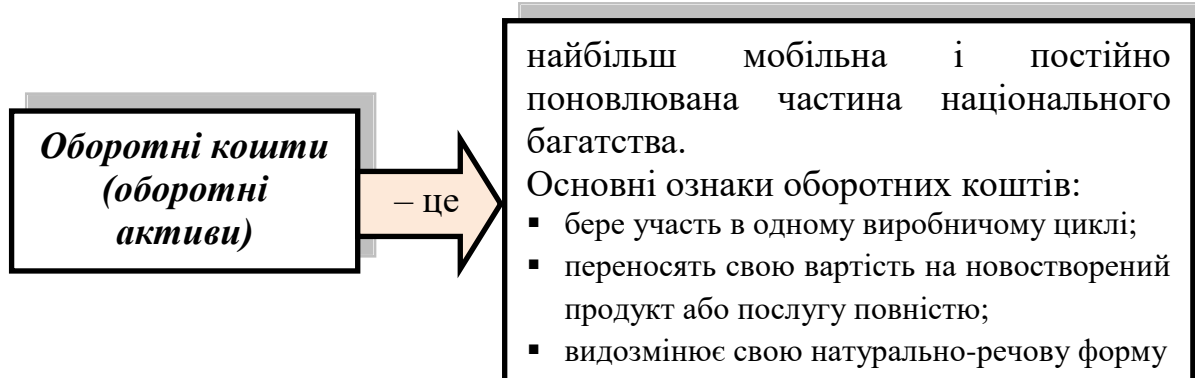 Оборотні кошти
(оборотні
активи)
– це
найбільш мобільна і постійно
поновлювана частина національного
багатства.
Основні ознаки оборотних коштів:
▪ бере участь в одному виробничому циклі;
▪ переносять свою вартість на новостворений
продукт або послугу повністю;
▪ видозмінює свою натурально-речову форму